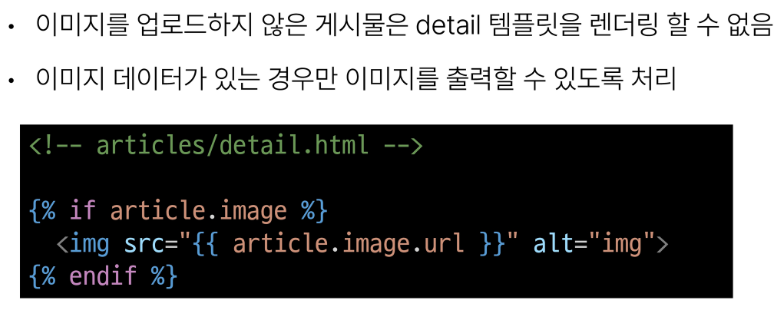 • 이미지를 업로드하지 않은 게시물은 detail 템플릿을 렌더링 할 수 없음
• 이미지 데이터가 있는 경우만 이미지를 출력할 수 있도록 처리
<!-- articles/detail.html -->
{% if article.image %}
  <img src="{{ article.image.url }}" alt="img">
{% endif %}